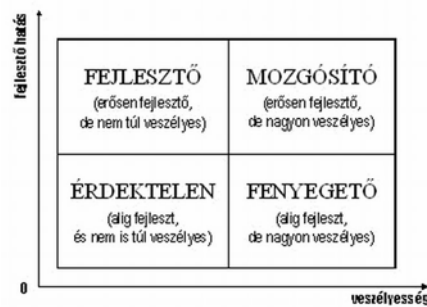 fejlesztő hatás
FEJLESZTŐ
(erősen fejlesztő,
de nem túl veszélyes)
MOZGÓSÍTÓ
(erősen fejlesztő,
de nagyon veszélyes)
ÉRDEKTELEN
(alig fejleszt,
és nem is túl veszélyes)
FENYEGETŐ
(alig fejleszt,
de nagyon veszélyes)
0
veszélyesség